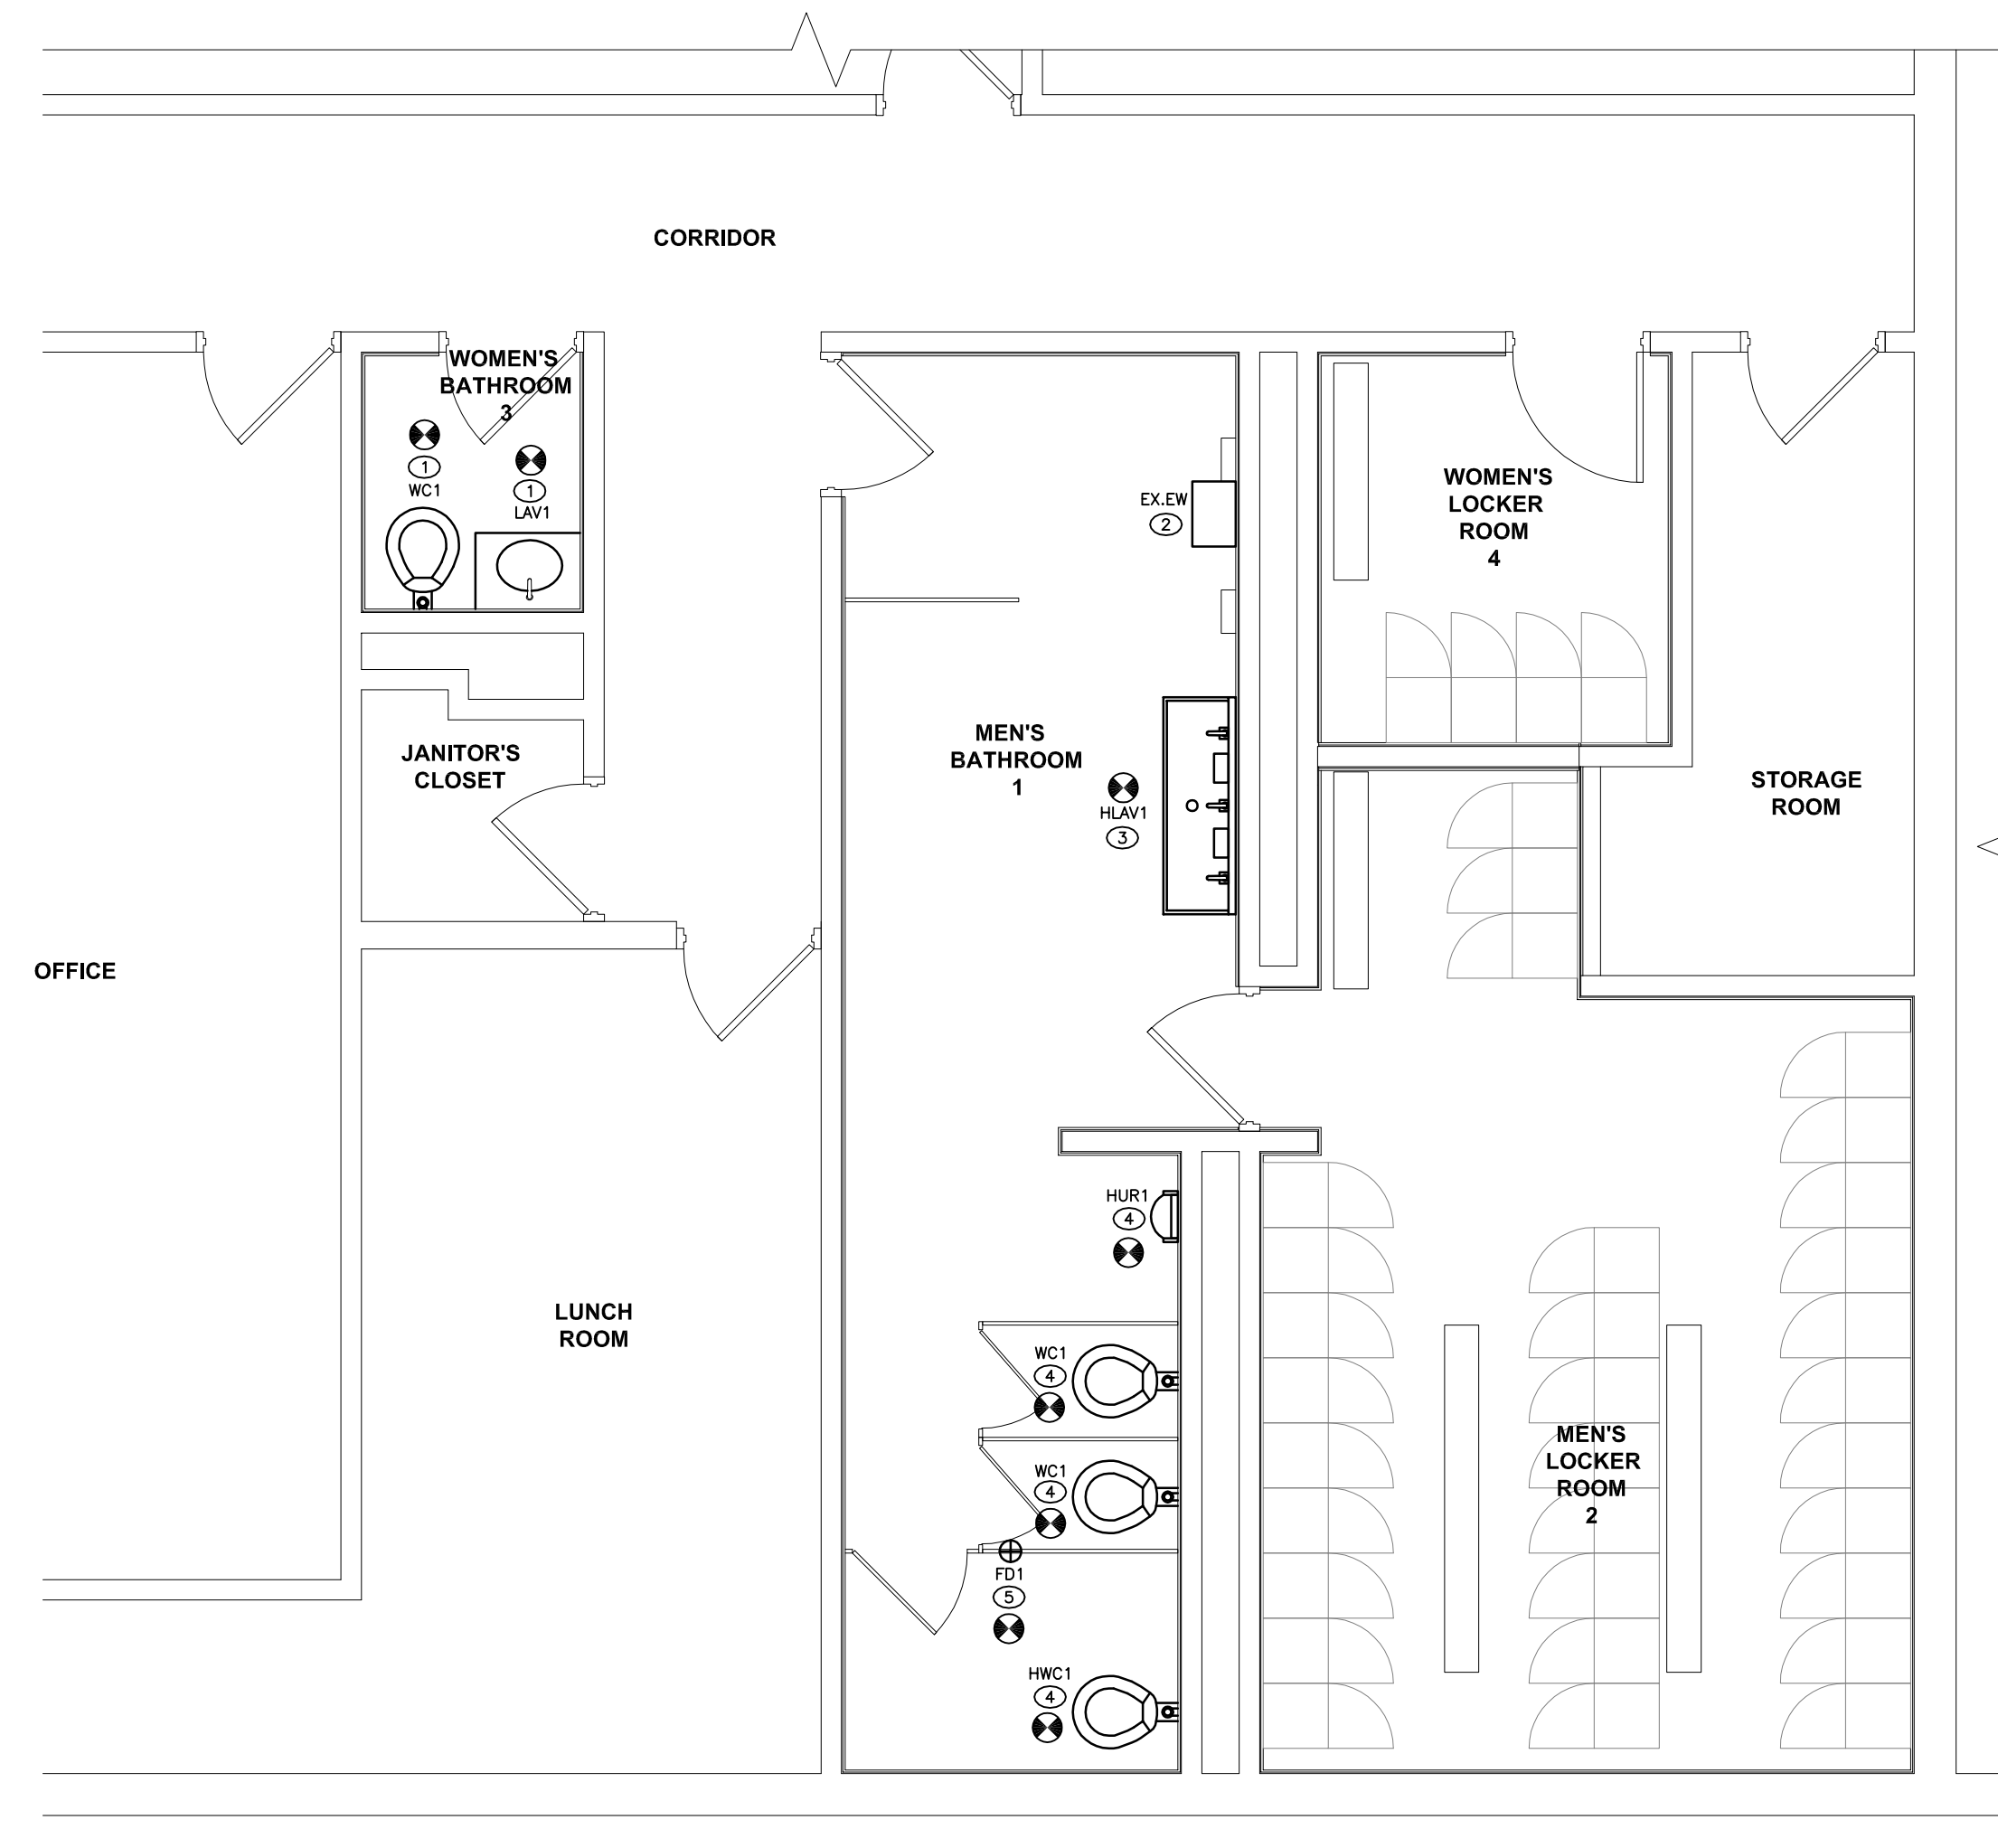 CORRIDOR
WOMEN'S
BATHROOM
3
1
WC1
1
LAV1
EX.EW
2
WOMEN'S
LOCKER
ROOM
4
JANITOR'S
CLOSET
MEN'S
BATHROOM
1
HLAV1
3
STORAGE
ROOM
OFFICE
HUR1
4
LUNCH
ROOM
WC1
4
WC1
4
MEN'S
LOCKER
ROOM
2
FD1
5
HWC1
4